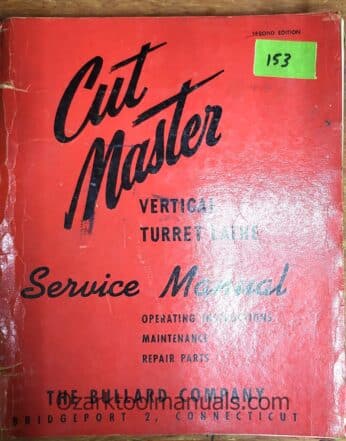 SECOND EDITION
153
Cut
Master
VERTICAL
TURRET LATHE
Service Manual
OPERATING INSTRUCTIONS
MAINTENANCE
REPAIR PARTS
THE BULLARD COMPANY
Ozarktoolmanuals.com
BRIDGEPORT 2, CONNECTICUT